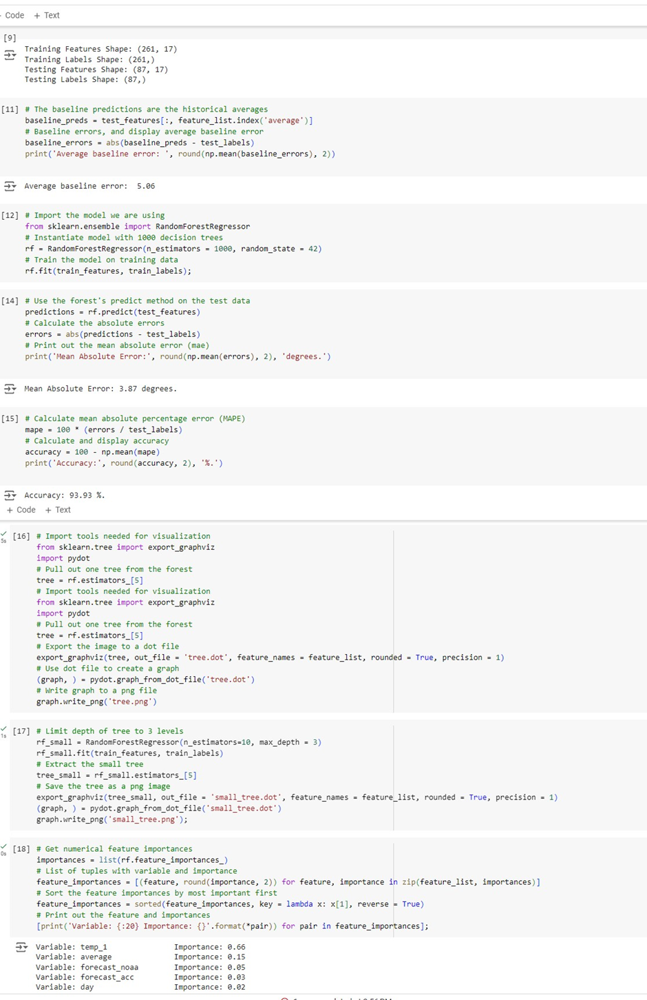 Code + Text
[9]
Training Features Shape: (261, 17)
Training Labels Shape: (261,)
Testing Features Shape: (87, 17)
Testing Labels Shape: (87,)
[11] # The baseline predictions are the historical averages
baseline_preds = test_features[:, feature_list.index('average')]
# Baseline errors, and display average baseline error
baseline_errors = abs(baseline_preds - test_labels)
print('Average baseline error: ', round(np.mean(baseline_errors), 2))
Average baseline error:  5.06
[12] # Import the model we are using
from sklearn.ensemble import RandomForestRegressor
# Instantiate model with 1000 decision trees
rf = RandomForestRegressor(n_estimators = 1000, random_state = 42)
# Train the model on training data
rf.fit(train_features, train_labels);
[14] # Use the forest's predict method on the test data
predictions = rf.predict(test_features)
# Calculate the absolute errors
errors = abs(predictions - test_labels)
# Print out the mean absolute error (mae)
print('Mean Absolute Error:', round(np.mean(errors), 2), 'degrees.')
Mean Absolute Error: 3.87 degrees.
[15] # Calculate mean absolute percentage error (MAPE)
mape = 100 * (errors / test_labels)
# Calculate and display accuracy
accuracy = 100 - np.mean(mape)
print('Accuracy:', round(accuracy, 2), '%.')
Accuracy: 93.93 %.
+ Code + Text
[16] # Import tools needed for visualization
5s from sklearn.tree import export_graphviz
import pydot
# Pull out one tree from the forest
tree = rf.estimators_[5]
# Import tools needed for visualization
from sklearn.tree import export_graphviz
import pydot
# Pull out one tree from the forest
tree = rf.estimators_[5]
# Export the image to a dot file
export_graphviz(tree, out_file = 'tree.dot', feature_names = feature_list, rounded = True, precision = 1)
# Use dot file to create a graph
(graph, ) = pydot.graph_from_dot_file('tree.dot')
# Write graph to a png file
graph.write_png('tree.png')
[17] # Limit depth of tree to 3 levels
1s rf_small = RandomForestRegressor(n_estimators=10, max_depth = 3)
rf_small.fit(train_features, train_labels)
# Extract the small tree
tree_small = rf_small.estimators_[5]
# Save the tree as a png image
export_graphviz(tree_small, out_file = 'small_tree.dot', feature_names = feature_list, rounded = True, precision = 1)
(graph, ) = pydot.graph_from_dot_file('small_tree.dot')
graph.write_png('small_tree.png');
[18] # Get numerical feature importances
0s importances = list(rf.feature_importances_)
# List of tuples with variable and importance
feature_importances = [(feature, round(importance, 2)) for feature, importance in zip(feature_list, importances)]
# Sort the feature importances by most important first
feature_importances = sorted(feature_importances, key = lambda x: x[1], reverse = True)
# Print out the feature and importances
[print('Variable: {:20} Importance: {}'.format(*pair)) for pair in feature_importances];
Variable: temp_1 Importance: 0.66
Variable: average Importance: 0.15
Variable: forecast_noaa Importance: 0.05
Variable: forecast_acc Importance: 0.03
Variable: day Importance: 0.02